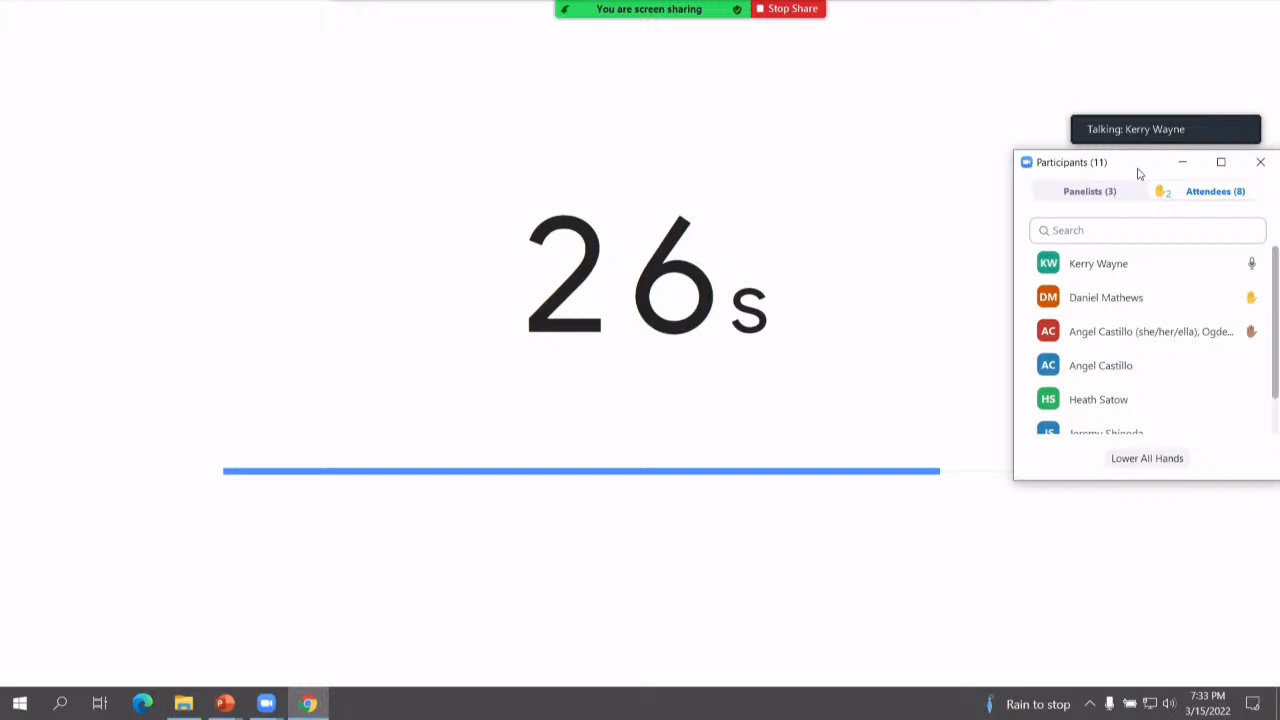 You are screen sharing
Stop Share
Talking: Kerry Wayne
Participants (11)
Panelists (3)
2
Attendees (8)
Search
KW Kerry Wayne
DM Daniel Mathews
AC Angel Castillo (she/her/ella), Ogde...
AC Angel Castillo
HS Heath Satow
Lower All Hands
26s
Rain to stop
7:33 PM
3/15/2022